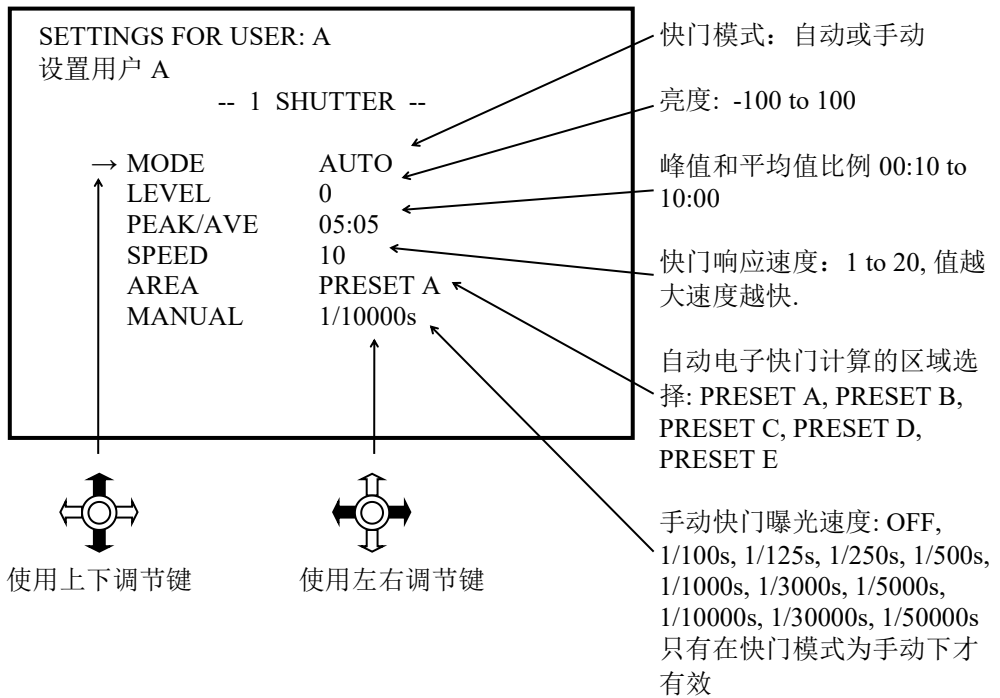 SETTINGS FOR USER: A
设置用户 A
-- 1 SHUTTER --
→ MODE AUTO
LEVEL 0
PEAK/AVE 05:05
SPEED 10
AREA PRESET A
MANUAL 1/10000s
使用上下调节键
使用左右调节键
快门模式：自动或手动
亮度: -100 to 100
峰值和平均值比例 00:10 to
10:00
快门响应速度：1 to 20, 值越
大速度越快.
自动电子快门计算的区域选
择: PRESET A, PRESET B,
PRESET C, PRESET D,
PRESET E
手动快门曝光速度: OFF,
1/100s, 1/125s, 1/250s, 1/500s,
1/1000s, 1/3000s, 1/5000s,
1/10000s, 1/30000s, 1/50000s
只有在快门模式为手动下才
有效